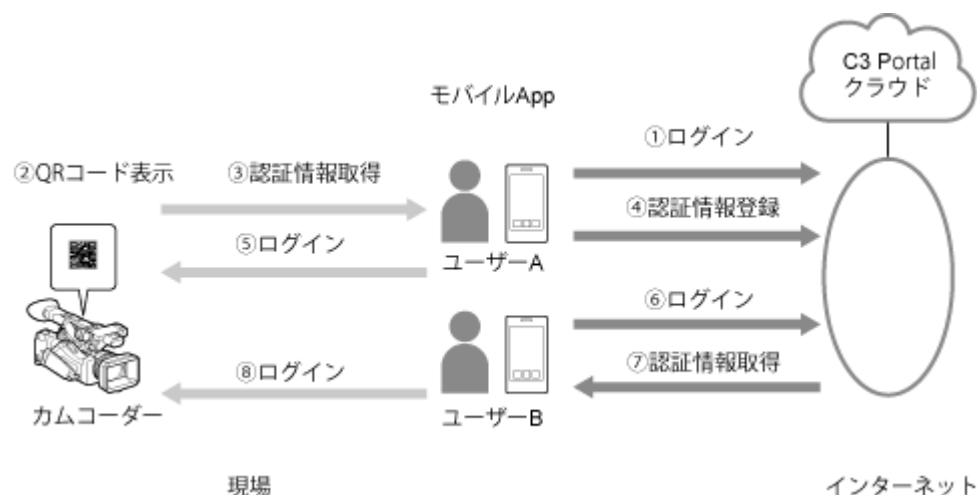 C3 Portal
クラウド
モバイルApp
①ログイン
②QRコード表示
③認証情報取得
④認証情報登録
⑤ログイン
ユーザーA
⑥ログイン
⑦認証情報取得
⑧ログイン
カムコーダー
ユーザーB
現場
インターネット